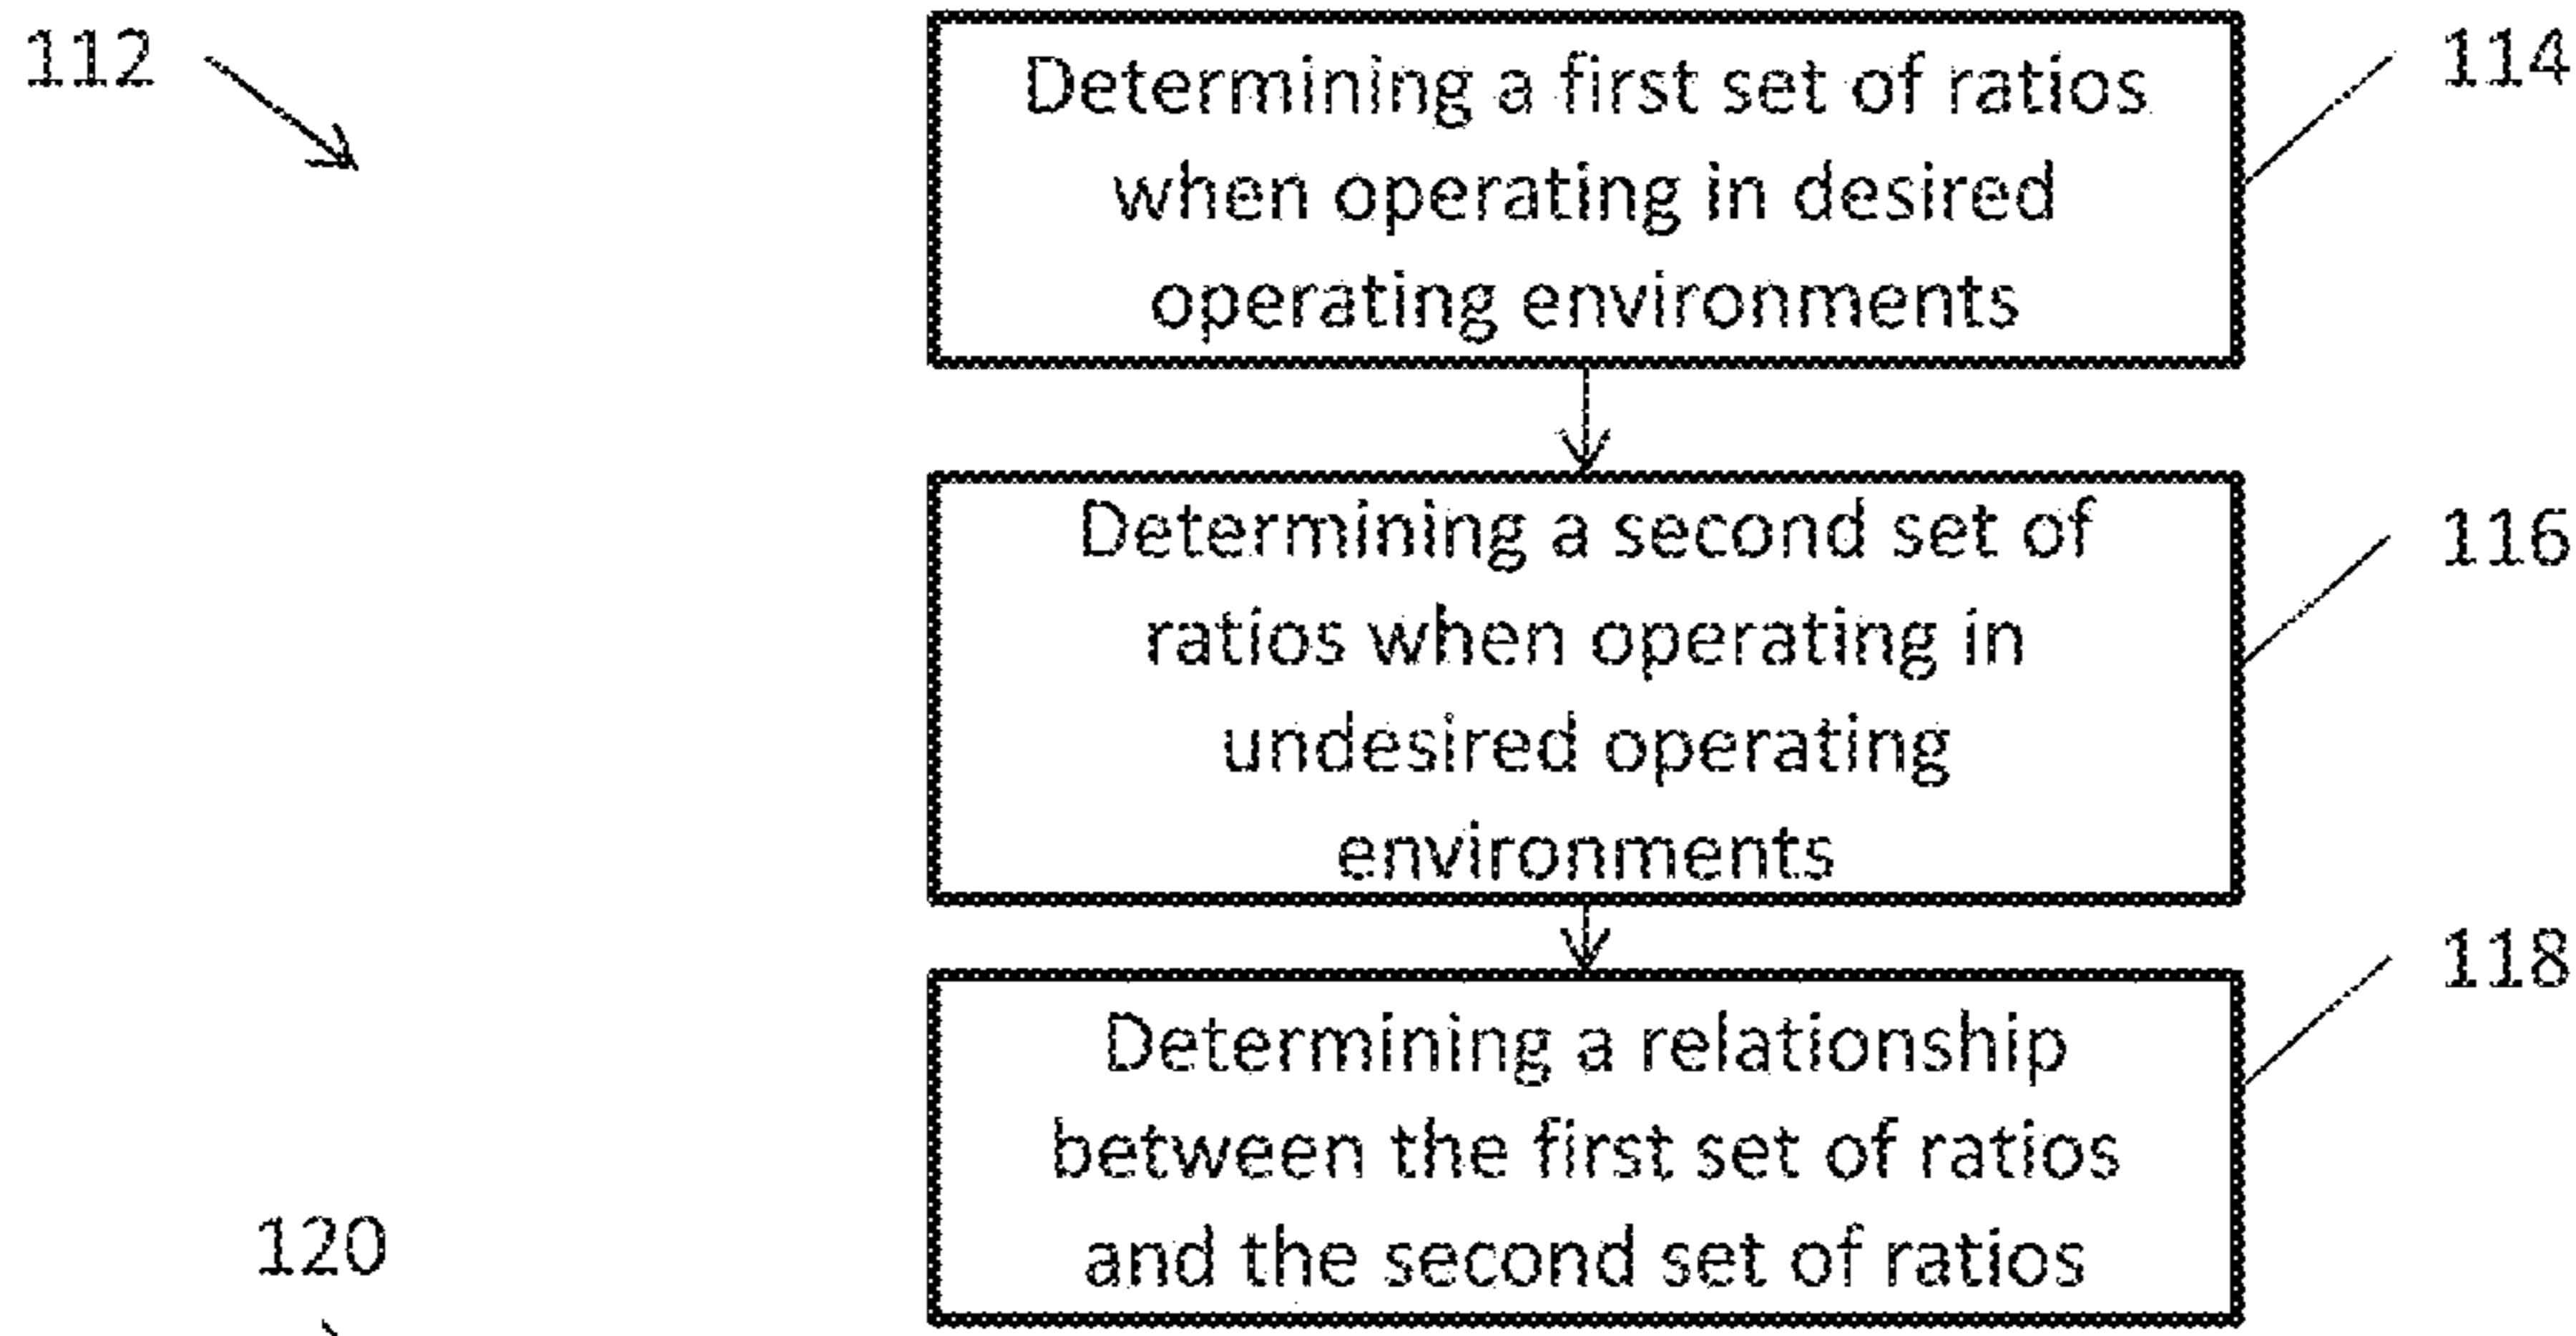 112
Determining a first set of ratios
when operating in desired
operating environments
114
Determining a second set of
ratios when operating in
undesired operating
environments
116
Determining a relationship
between the first set of ratios
and the second set of ratios
118
120